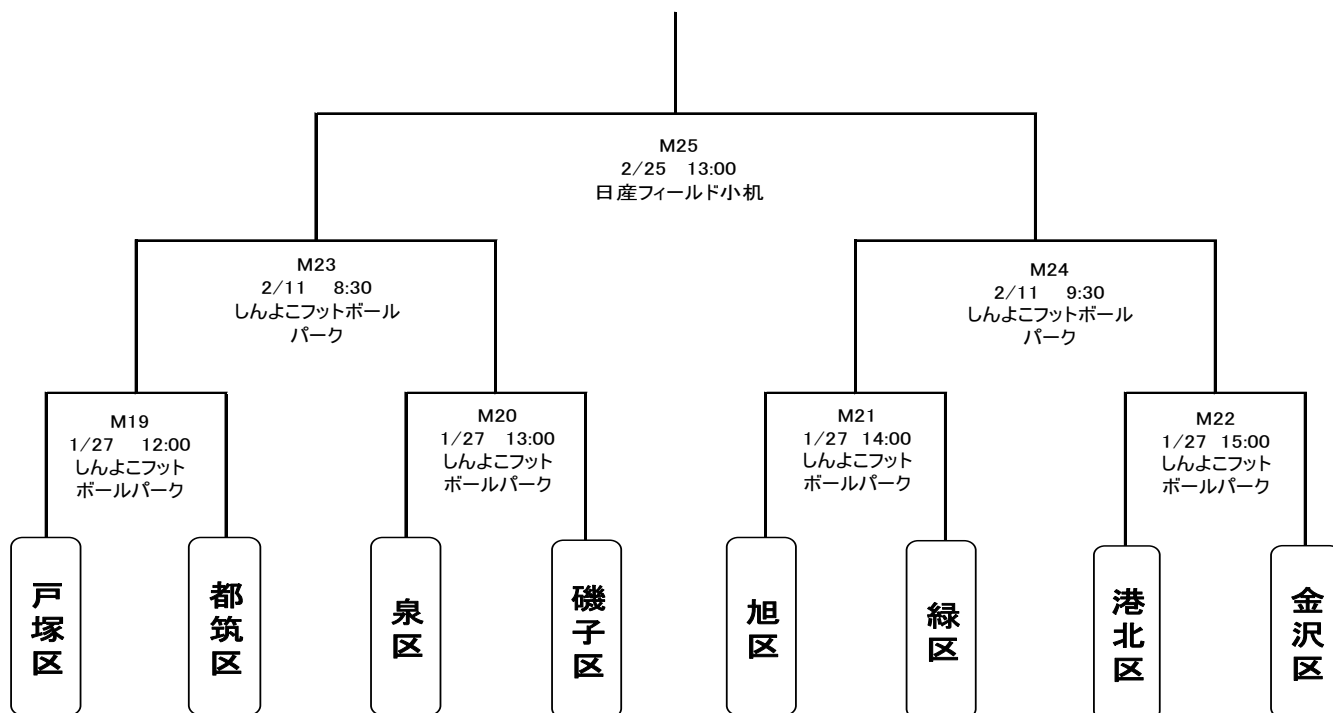 M25
2/25 13:00
日産フィールド小机
M23
2/11 8:30
しんよこフットボール
パーク
M24
2/11 9:30
しんよこフットボール
パーク
M19
1/27 12:00
しんよこフット
ボールパーク
M20
1/27 13:00
しんよこフット
ボールパーク
M21
1/27 14:00
しんよこフット
ボールパーク
M22
1/27 15:00
しんよこフット
ボールパーク
戸塚区
都筑区
泉区
磯子区
旭区
緑区
港北区
金沢区